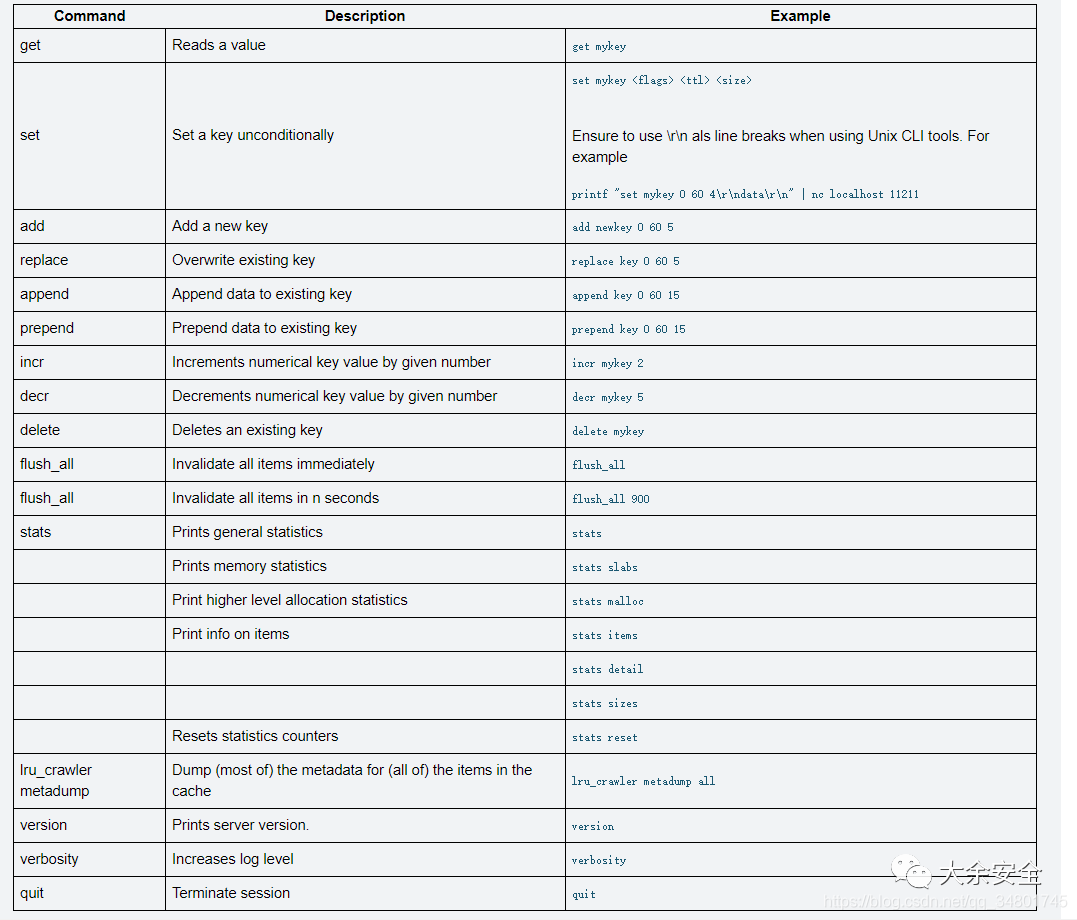 Command Description Example
get Reads a value get mykey
set mykey <flags> <ttl> <size>
set Set a key unconditionally Ensure to use \r\n als line breaks when using Unix CLI tools. For
example
printf "set mykey 0 60 4\r\ndata\r\n" | nc localhost 11211
add Add a new key add newkey 0 60 5
replace Overwrite existing key replace key 0 60 5
append Append data to existing key append key 0 60 15
prepend Prepend data to existing key prepend key 0 60 15
incr Increments numerical key value by given number incr mykey 2
decr Decrements numerical key value by given number decr mykey 5
delete Deletes an existing key delete mykey
flush_all Invalidate all items immediately flush_all
flush_all Invalidate all items in n seconds flush_all 900
stats Prints general statistics stats
Prints memory statistics stats slabs
Print higher level allocation statistics stats malloc
Print info on items stats items
stats detail
stats sizes
Resets statistics counters stats reset
lru_crawler Dump (most of) the metadata for (all of) the items in the
metadump cache lru_crawler metadump all
version Prints server version. version
verbosity Increases log level verbosity
quit Terminate session quit
大余安全
https://blog.csdn.net/qq_34801745